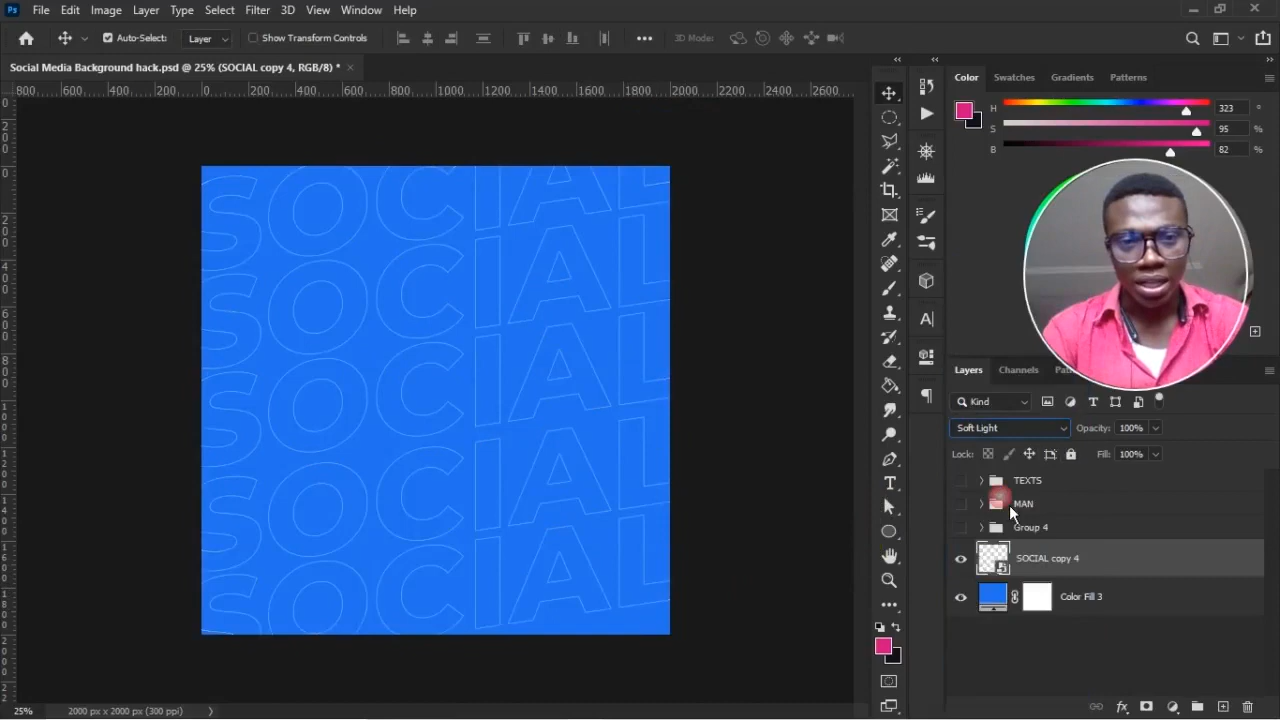 Ps File Edit Image Layer Type Select Filter 3D View Window Help
Auto-Select: Layer Show Transform Controls 3D Mode:
Social Media Background hack.psd @ 25% (SOCIAL copy 4, RGB/8) * ×
800 600 400 200 0 200 400 600 800 1000 1200 1400 1600 1800 2000 2200 2400 2600
Color Swatches Gradients Patterns
H 323 °
S 95 %
B 82 %
SOCIAL
SOCIAL
SOCIAL
SOCIAL
SOCIAL
Layers Channels
Kind
Soft Light Opacity: 100%
Lock: Fill: 100%
TEXTS
MAN
Group 4
SOCIAL copy 4
Color Fill 3
25% 2000 px x 2000 px (300 ppi)